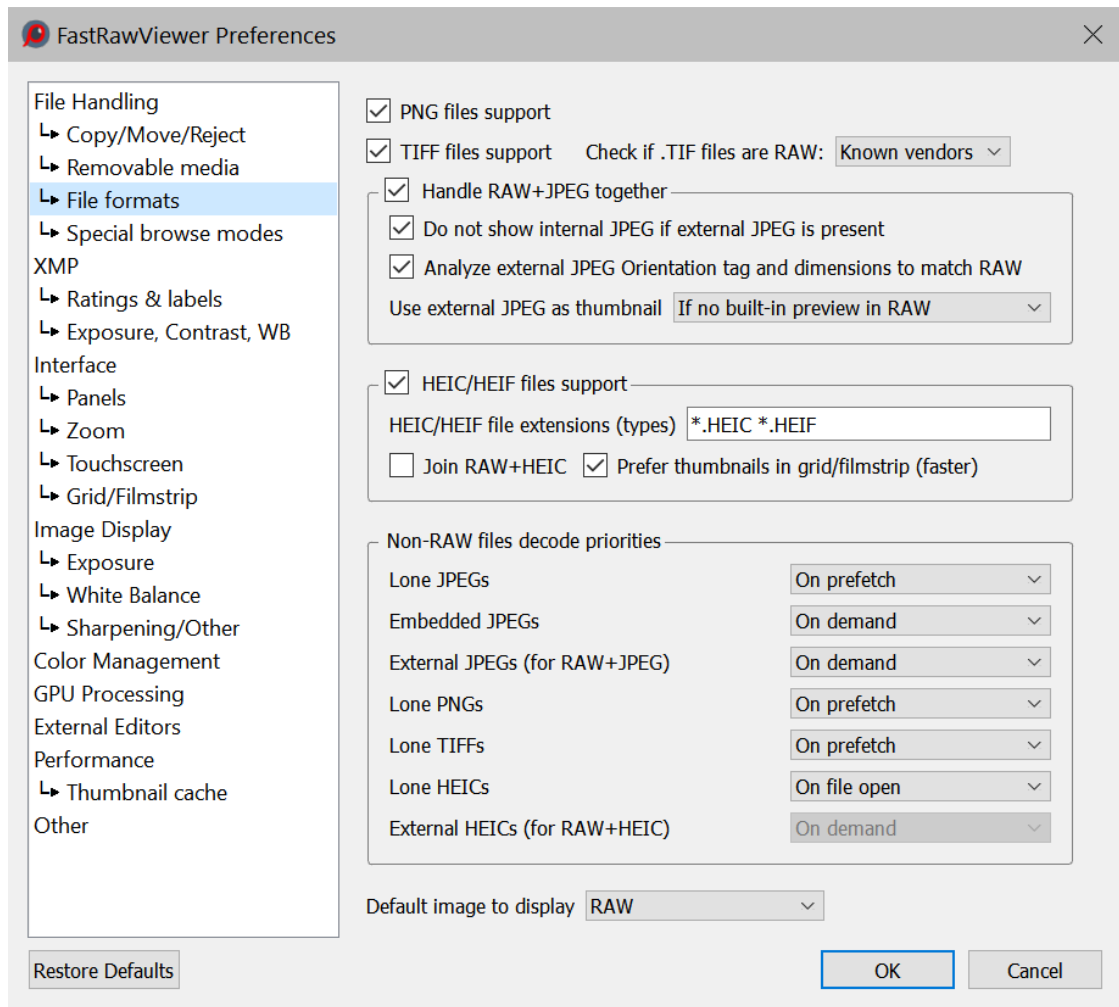 FastRawViewer Preferences
File Handling
Copy/Move/Reject
Removable media
File formats
Special browse modes
XMP
Ratings & labels
Exposure, Contrast, WB
Interface
Panels
Zoom
Touchscreen
Grid/Filmstrip
Image Display
Exposure
White Balance
Sharpening/Other
Color Management
GPU Processing
External Editors
Performance
Thumbnail cache
Other
PNG files support
TIFF files support Check if .TIF files are RAW: Known vendors
Handle RAW+JPEG together
Do not show internal JPEG if external JPEG is present
Analyze external JPEG Orientation tag and dimensions to match RAW
Use external JPEG as thumbnail If no built-in preview in RAW
HEIC/HEIF files support
HEIC/HEIF file extensions (types) *.HEIC *.HEIF
Join RAW+HEIC Prefer thumbnails in grid/filmstrip (faster)
Non-RAW files decode priorities
Lone JPEGs On prefetch
Embedded JPEGs On demand
External JPEGs (for RAW+JPEG) On demand
Lone PNGs On prefetch
Lone TIFFs On prefetch
Lone HEICs On file open
External HEICs (for RAW+HEIC) On demand
Default image to display RAW
Restore Defaults OK Cancel